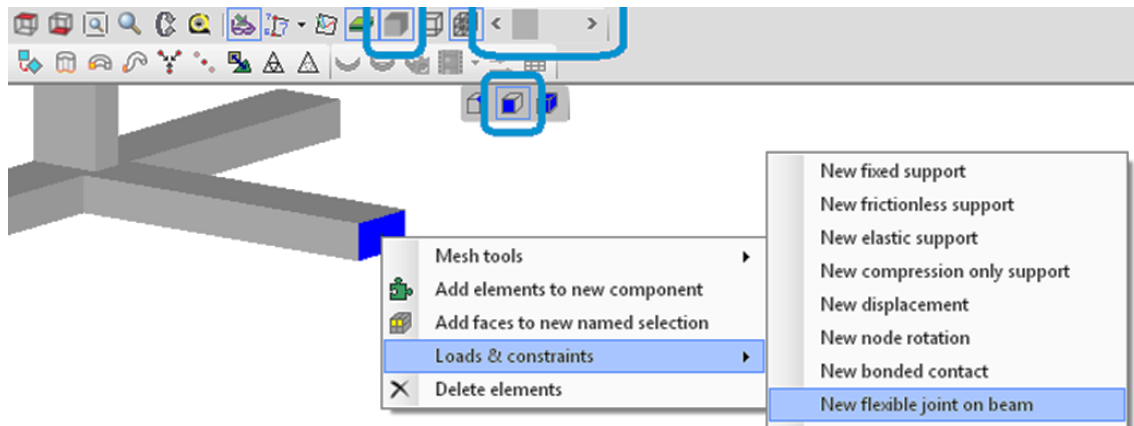 Mesh tools
Add elements to new component
Add faces to new named selection
Loads & constraints
Delete elements
New fixed support
New frictionless support
New elastic support
New compression only support
New displacement
New node rotation
New bonded contact
New flexible joint on beam